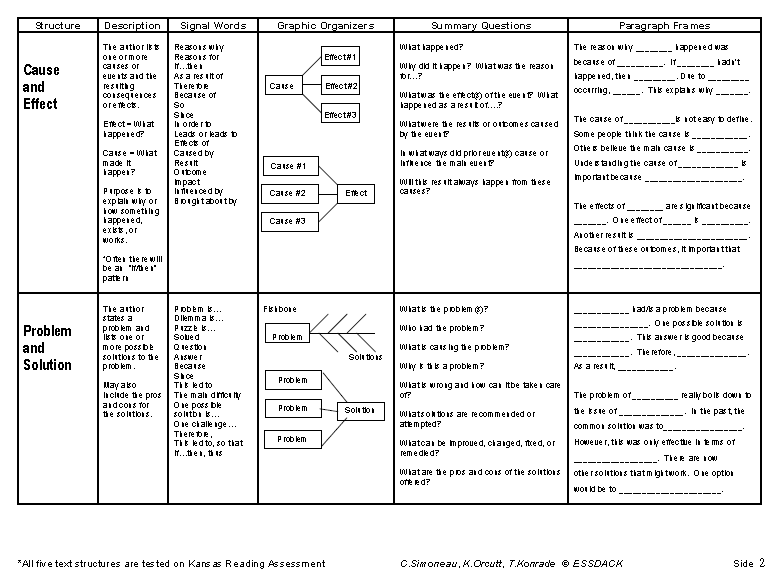 Structure
Description
Signal Words
Graphic Organizers
Summary Questions
Paragraph Frames
Cause
and
Effect
The author lists
one or more
causes or
events and the
resulting
consequences
or effects.
Effect = What
happened?
Cause = What
made it
happen?
Purpose is to
explain why or
how something
happened,
exists, or
works.
*Often there will
be an "If/then"
pattern
Reasons why
Reasons for
If…then
As a result of
Therefore
Because of
So
Since
In order to
Leads or leads to
Effects of
Caused by
Result
Outcome
Impact
Influenced by
Brought about by
Cause
Effect #1
Effect #2
Effect #3
Cause #1
Cause #2
Cause #3
Effect
What happened?
Why did it happen?  What was the reason
for…?
What was the effect(s) of the event?  What
happened as a result of….?
What were the results or outcomes caused
by the event?
In what ways did prior event(s) cause or
influence the main event?
Will this result always happen from these
causes?
The reason why ________ happened was
because of __________.  If ________ hadn't
happened, then _________. Due to _________
occurring, ______.  This explains why _______.
The cause of ____________ is not easy to define.
Some people think the cause is ____________.
Others believe the main cause is ___________.
Understanding the cause of _____________ is
important because _____________________.
The effects of ________ are significant because
_______.  One effect of ______ is __________.
Another result is ________________________.
Because of these outcomes, it important that
________________________________.
Problem
and
Solution
The author
states a
problem and
lists one or
more possible
solutions to the
problem.
May also
include the pros
and cons for
the solutions.
Problem is…
Dilemma is…
Puzzle is…
Solved
Question
Answer
Because
Since
This led to
The main difficulty
One possible
solution is…
One challenge…
Therefore,
This led to, so that
If…then, thus
Fishbone
Problem
Solutions
Problem
Problem
Problem
Solution
What is the problem(s)?
Who had the problem?
What is causing the problem?
Why is this a problem?
What is wrong and how can it be taken care
of?
What solutions are recommended or
attempted?
What can be improved, changed, fixed, or
remedied?
What are the pros and cons of the solutions
offered?
____________ had/is a problem because
________________.  One possible solution is
____________.  This answer is good because
____________.  Therefore, _______________.
As a result, ____________.
The problem of __________ really boils down to
the issue of ______________.  In the past, the
common solution was to_________________.
However, this was only effective in terms of
__________________.  There are now
other solutions that might work.  One option
would be to ______________________.
*All five text structures are tested on Kansas Reading Assessment
C.Simoneau, K.Orcutt, T.Konrade  © ESSDACK
Side  2